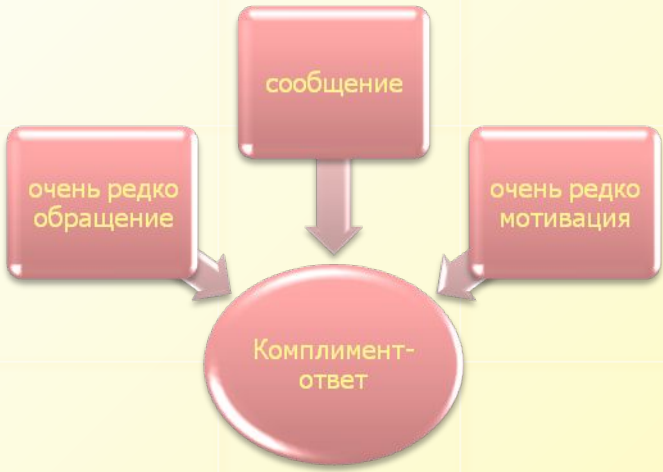 сообщение
очень редко
обращение
очень редко
мотивация
Комплимент-
ответ